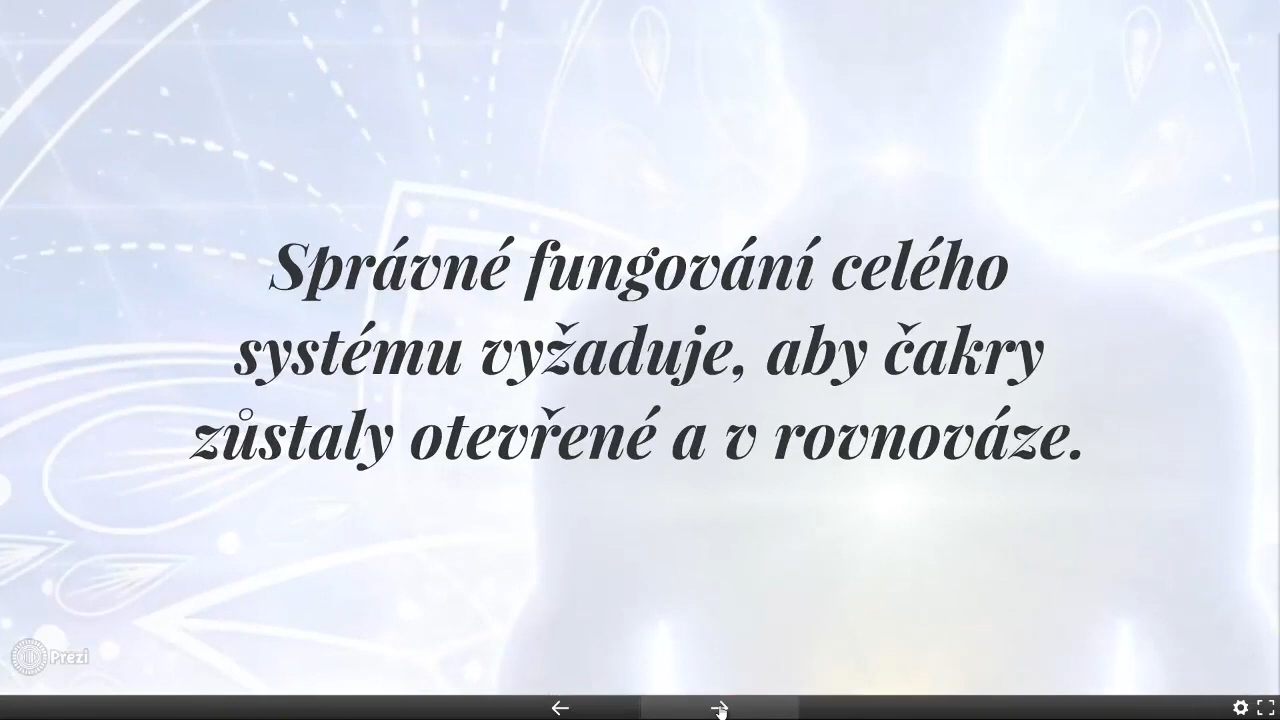 Správné fungování celého
systému vyžaduje, aby čakry
zůstaly otevřené a v rovnováze.
Prezi